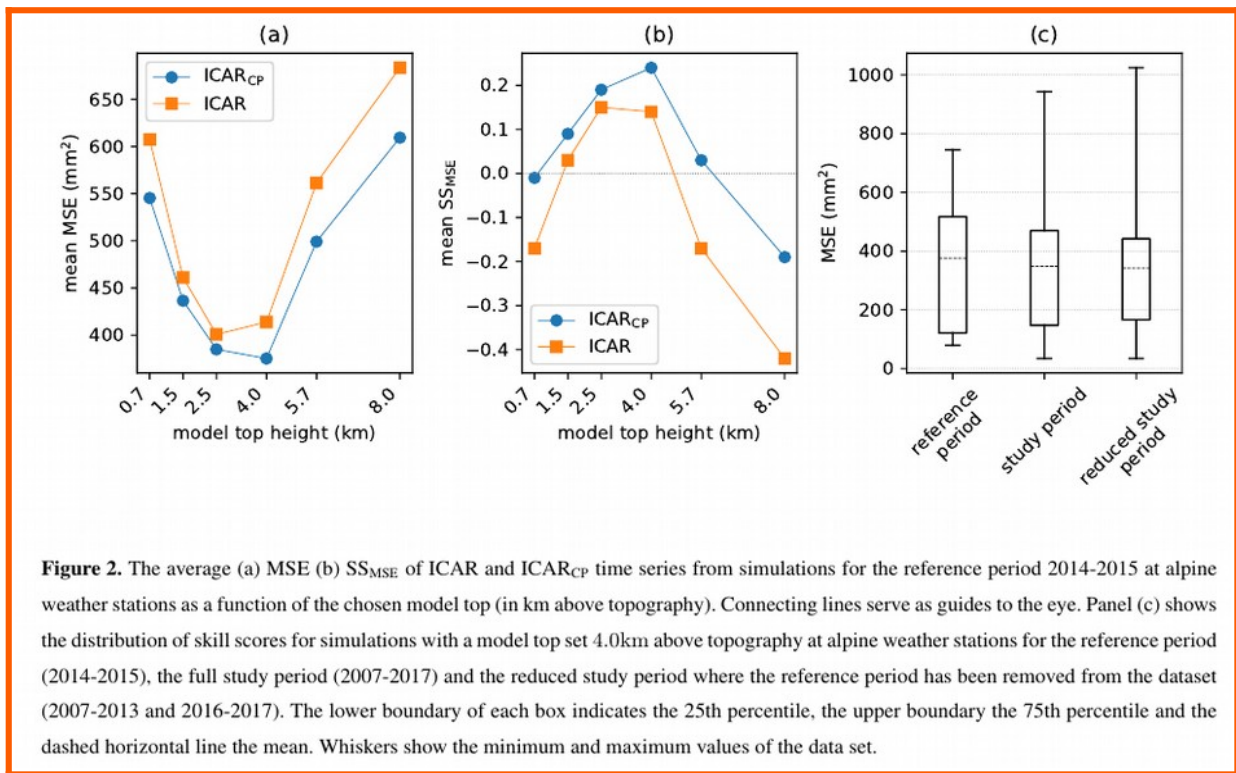 (a)
ICAR_CP
ICAR
mean MSE (mm²)
650
600
550
500
450
400
0.7
1.5
2.5
4.0
5.7
8.0
model top height (km)
(b)
mean SS_MSE
0.2
0.1
0.0
−0.1
−0.2
−0.3
−0.4
ICAR_CP
ICAR
0.7
1.5
2.5
4.0
5.7
8.0
model top height (km)
(c)
MSE (mm²)
1000
800
600
400
200
0
reference
period
study period
reduced study
period
Figure 2. The average (a) MSE (b) SS_MSE of ICAR and ICAR_CP time series from simulations for the reference period 2014-2015 at alpine
weather stations as a function of the chosen model top (in km above topography). Connecting lines serve as guides to the eye. Panel (c) shows
the distribution of skill scores for simulations with a model top set 4.0km above topography at alpine weather stations for the reference period
(2014-2015), the full study period (2007-2017) and the reduced study period where the reference period has been removed from the dataset
(2007-2013 and 2016-2017). The lower boundary of each box indicates the 25th percentile, the upper boundary the 75th percentile and the
dashed horizontal line the mean. Whiskers show the minimum and maximum values of the data set.